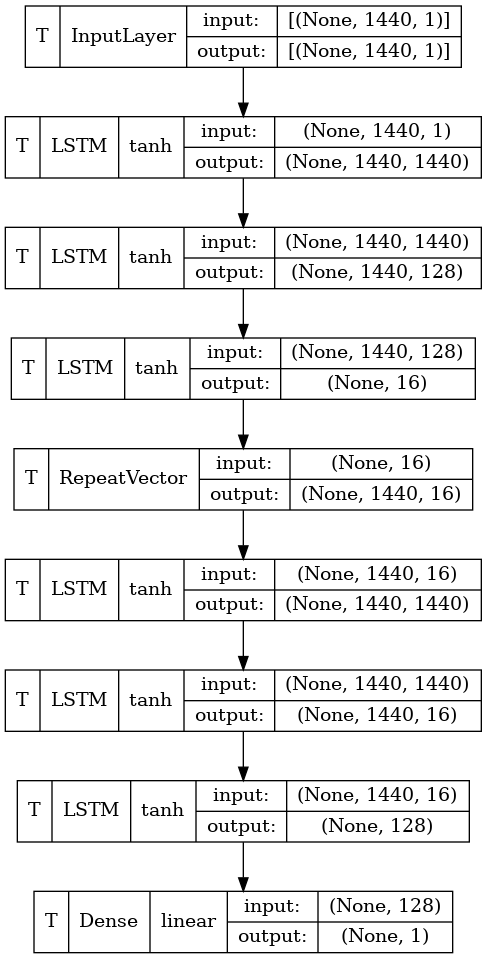 T InputLayer input: [(None, 1440, 1)]
output: [(None, 1440, 1)]
T LSTM tanh input: (None, 1440, 1)
output: (None, 1440, 1440)
T LSTM tanh input: (None, 1440, 1440)
output: (None, 1440, 128)
T LSTM tanh input: (None, 1440, 128)
output: (None, 16)
T RepeatVector input: (None, 16)
output: (None, 1440, 16)
T LSTM tanh input: (None, 1440, 16)
output: (None, 1440, 1440)
T LSTM tanh input: (None, 1440, 1440)
output: (None, 1440, 16)
T LSTM tanh input: (None, 1440, 16)
output: (None, 128)
T Dense linear input: (None, 128)
output: (None, 1)